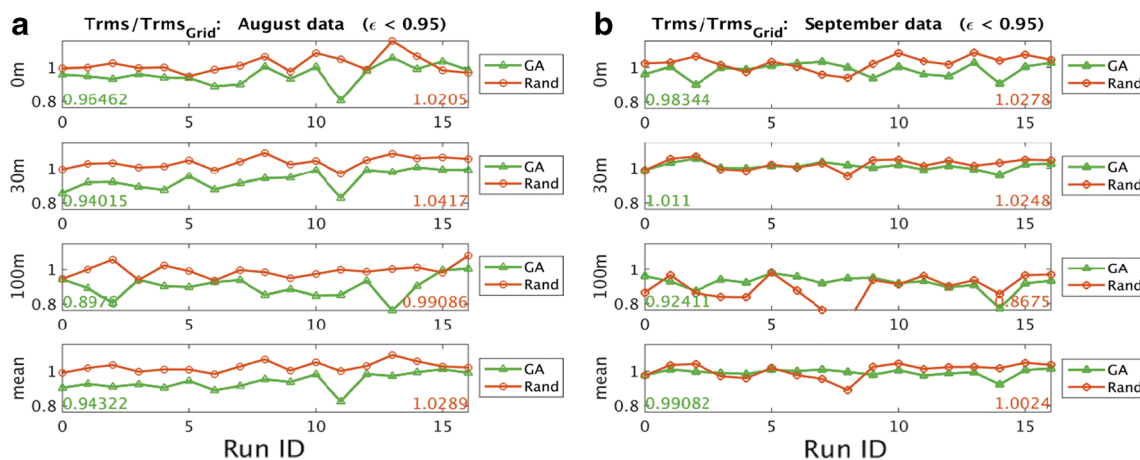 a
Trms/TrmsGrid: August data (ϵ < 0.95)
0m
1
0.8
0.96462
1.0205
0 5 10 15
GA
Rand
30m
1
0.8
0.94015
1.0417
0 5 10 15
GA
Rand
100m
1
0.8
0.99086
0 5 10 15
GA
Rand
mean
1
0.8
0.94322
1.0289
0 5 10 15
GA
Rand
Run ID
b
Trms/TrmsGrid: September data (ϵ < 0.95)
0m
1
0.8
0.98344
1.0278
0 5 10 15
GA
Rand
30m
1
0.8
1.011
1.0248
0 5 10 15
GA
Rand
100m
1
0.8
0.92411
0.8675
0 5 10 15
GA
Rand
mean
1
0.8
0.99082
1.0024
0 5 10 15
GA
Rand
Run ID